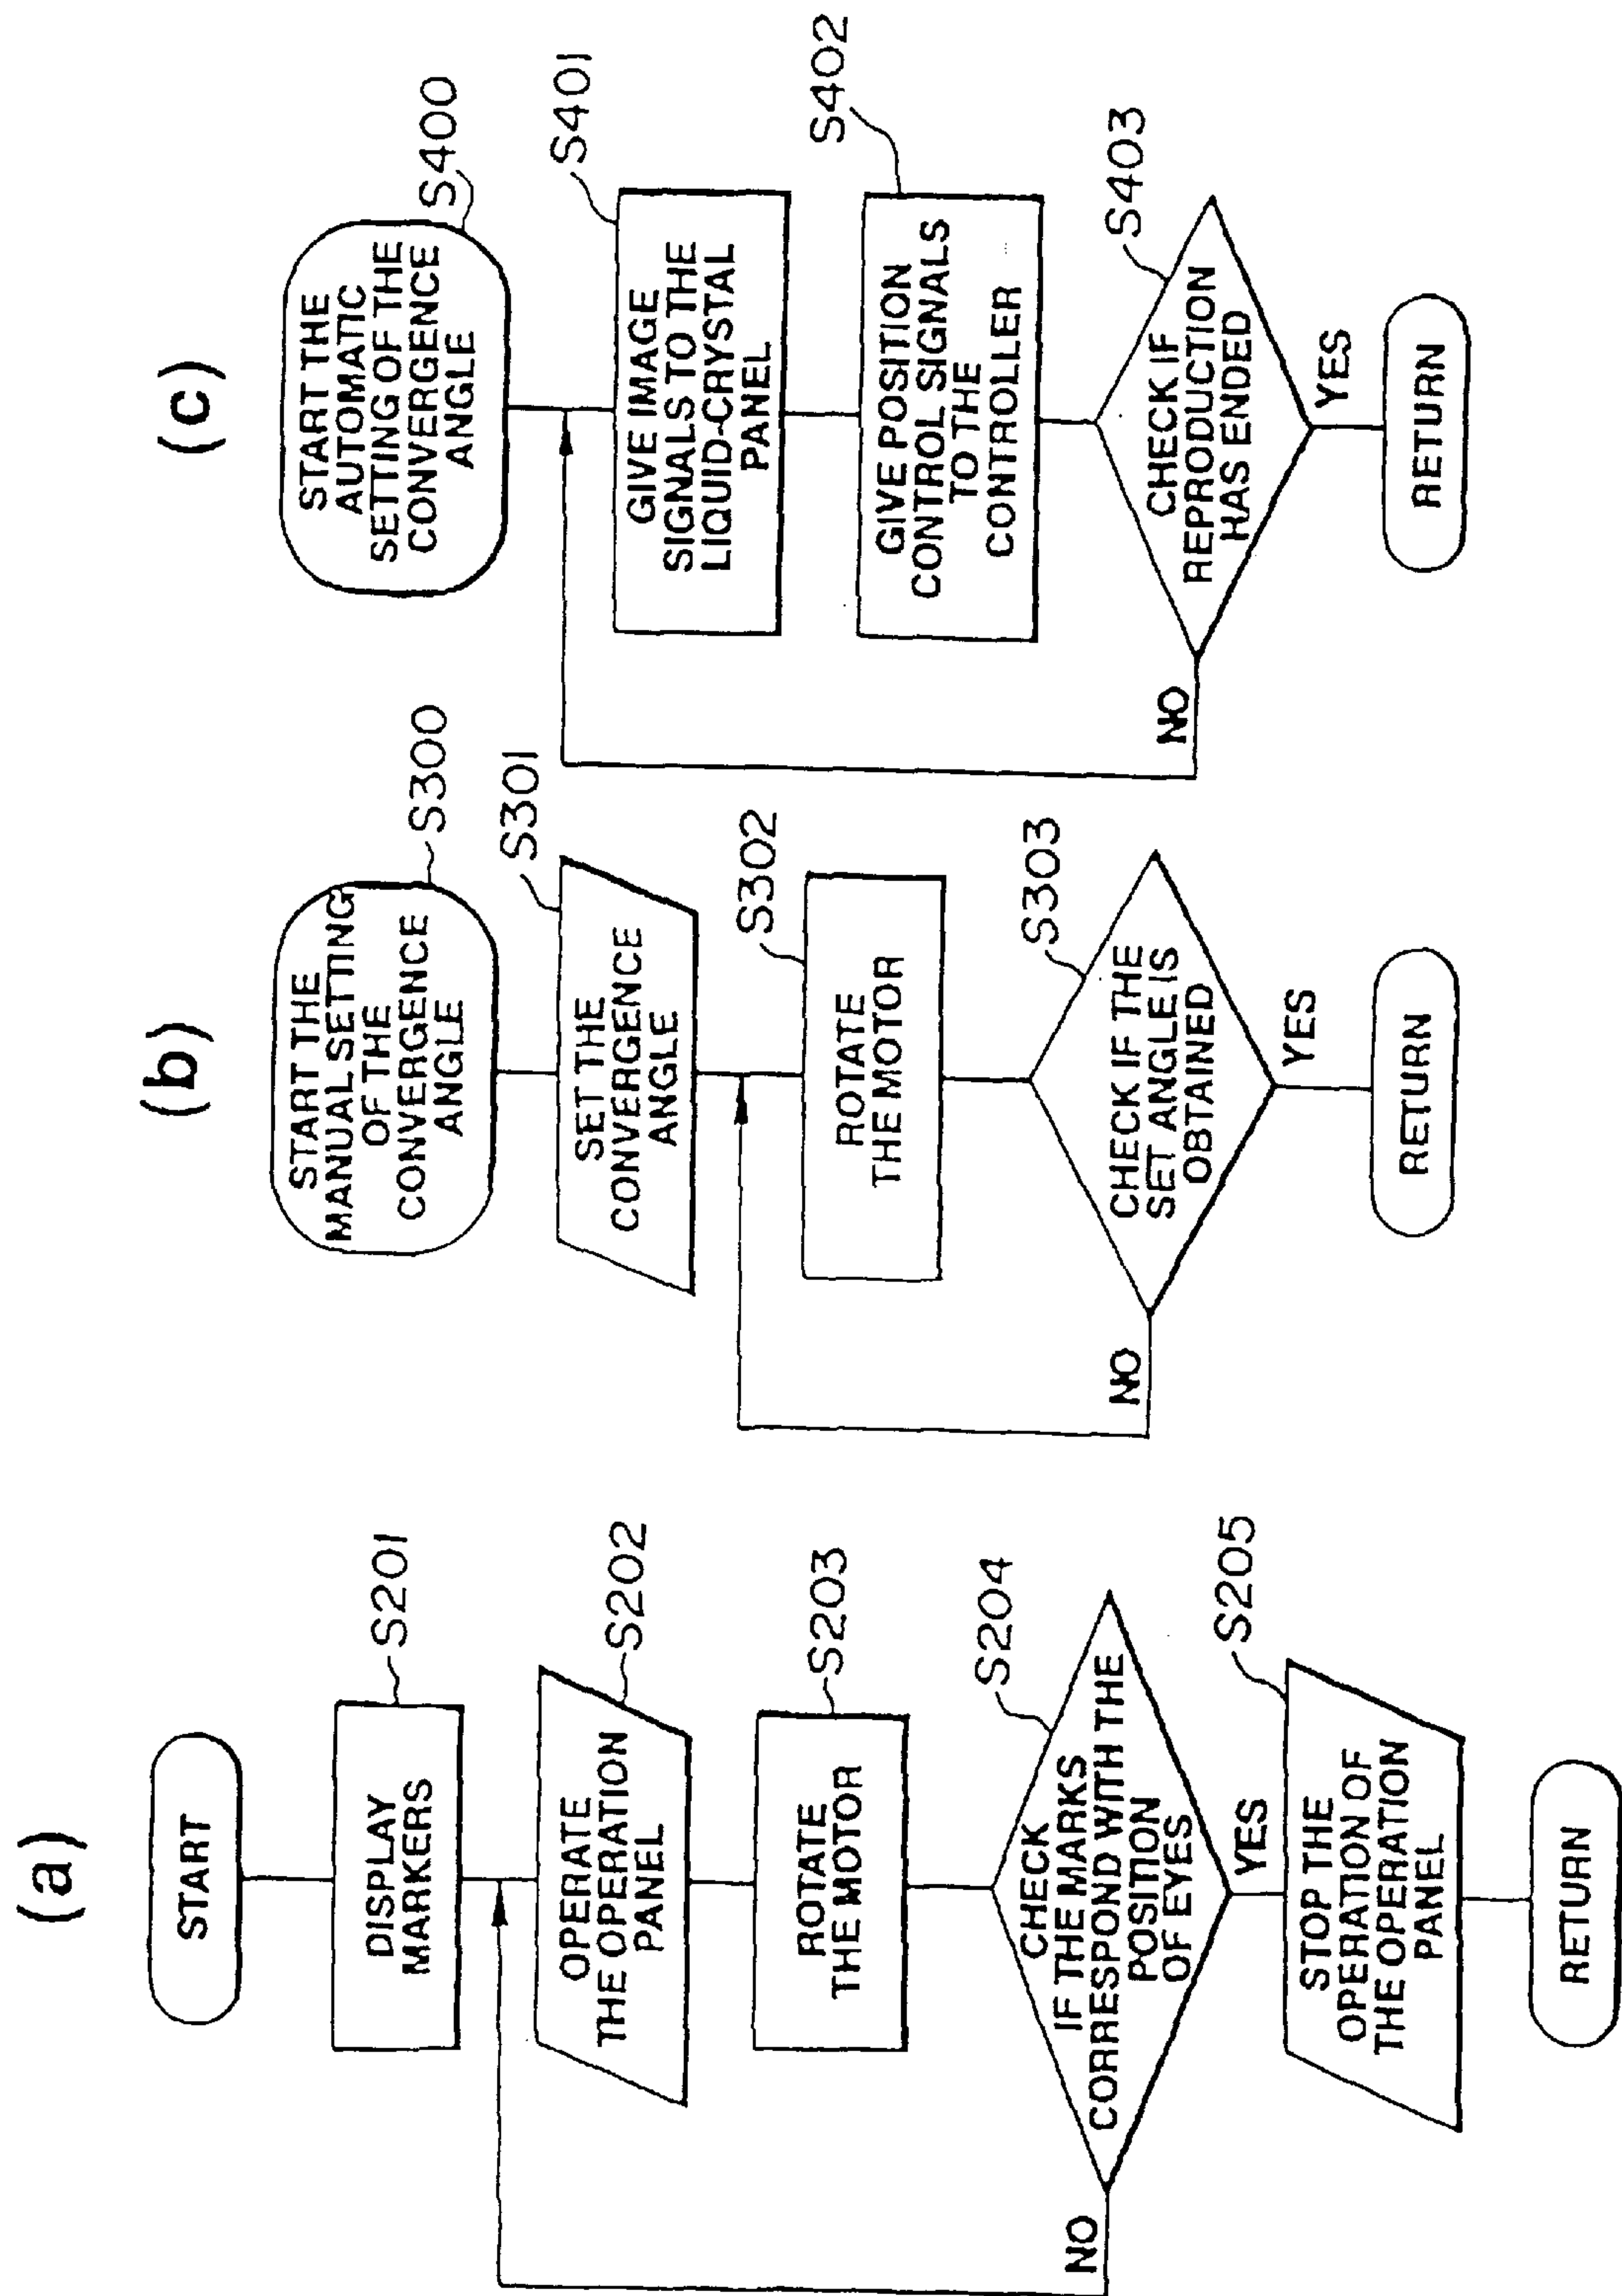 (a)
START
DISPLAY
MARKERS
S201
OPERATE
THE OPERATION
PANEL
S202
ROTATE
THE MOTOR
S203
CHECK
IF THE MARKS
CORRESPOND WITH THE
POSITION
OF EYES
S204
NO
YES
STOP THE
OPERATION OF
THE OPERATION
PANEL
S205
RETURN
(b)
START THE
MANUAL SETTING
OF THE
CONVERGENCE
ANGLE
S300
SET THE
CONVERGENCE
ANGLE
S301
ROTATE
THE MOTOR
S302
CHECK IF THE
SET ANGLE IS
OBTAINED
S303
NO
YES
RETURN
(c)
START THE
AUTOMATIC
SETTING OF THE
CONVERGENCE
ANGLE
S400
GIVE IMAGE
SIGNALS TO THE
LIQUID-CRYSTAL
PANEL
S401
GIVE POSITION
CONTROL SIGNALS
TO THE
CONTROLLER
S402
CHECK IF
REPRODUCTION
HAS ENDED
S403
NO
YES
RETURN